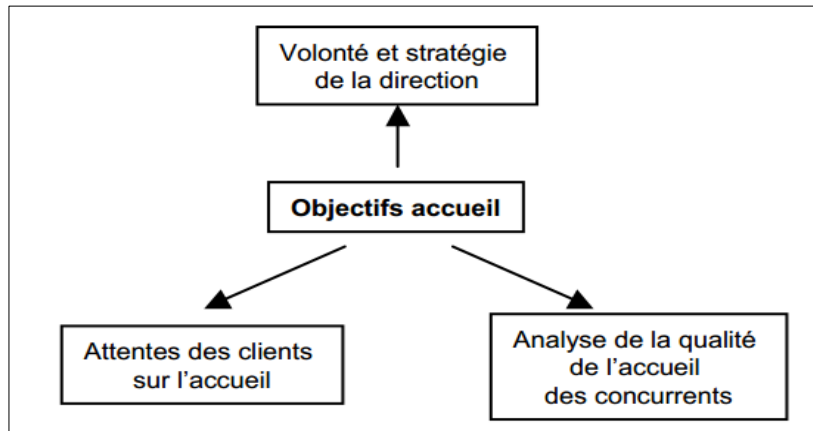 Volonté et stratégie
de la direction
Objectifs accueil
Attentes des clients
sur l'accueil
Analyse de la qualité
de l'accueil
des concurrents